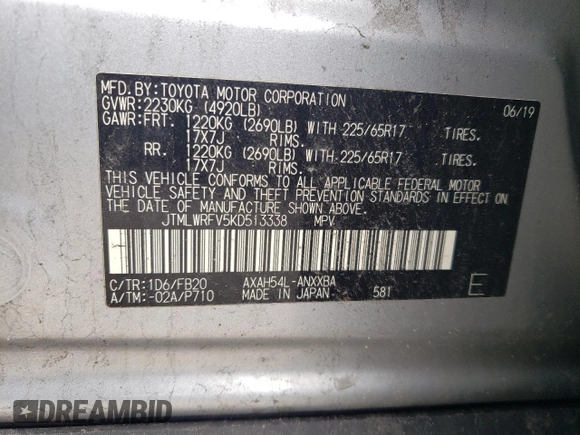 MFD.BY:TOYOTA MOTOR CORPORATION 06/19
GVWR:2230KG (4920LB)
GAWR:FRT. 1220KG (2690LB) WITH 225/65R17 TIRES.
17X7J RIMS.
RR. 1220KG (2690LB) WITH 225/65R17 TIRES.
17X7J RIMS.
THIS VEHICLE CONFORMS TO ALL APPLICABLE FEDERAL MOTOR
VEHICLE SAFETY AND THEFT PREVENTION STANDARDS IN EFFECT ON
THE DATE OF MANUFACTURE SHOWN ABOVE.
JTMLWRFV5KD513338 MPV
C/TR:1D6/FB20 AXAH54L-ANXXBA
A/TM:-02A/P710 MADE IN JAPAN 581 E
DREAMBID